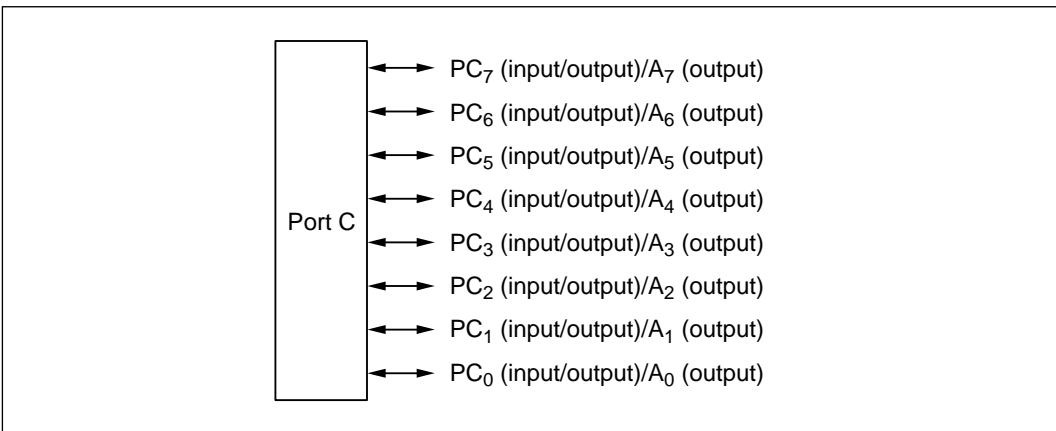 PC7 (input/output)/A7 (output)
PC6 (input/output)/A6 (output)
PC5 (input/output)/A5 (output)
PC4 (input/output)/A4 (output)
Port C
PC3 (input/output)/A3 (output)
PC2 (input/output)/A2 (output)
PC1 (input/output)/A1 (output)
PC0 (input/output)/A0 (output)